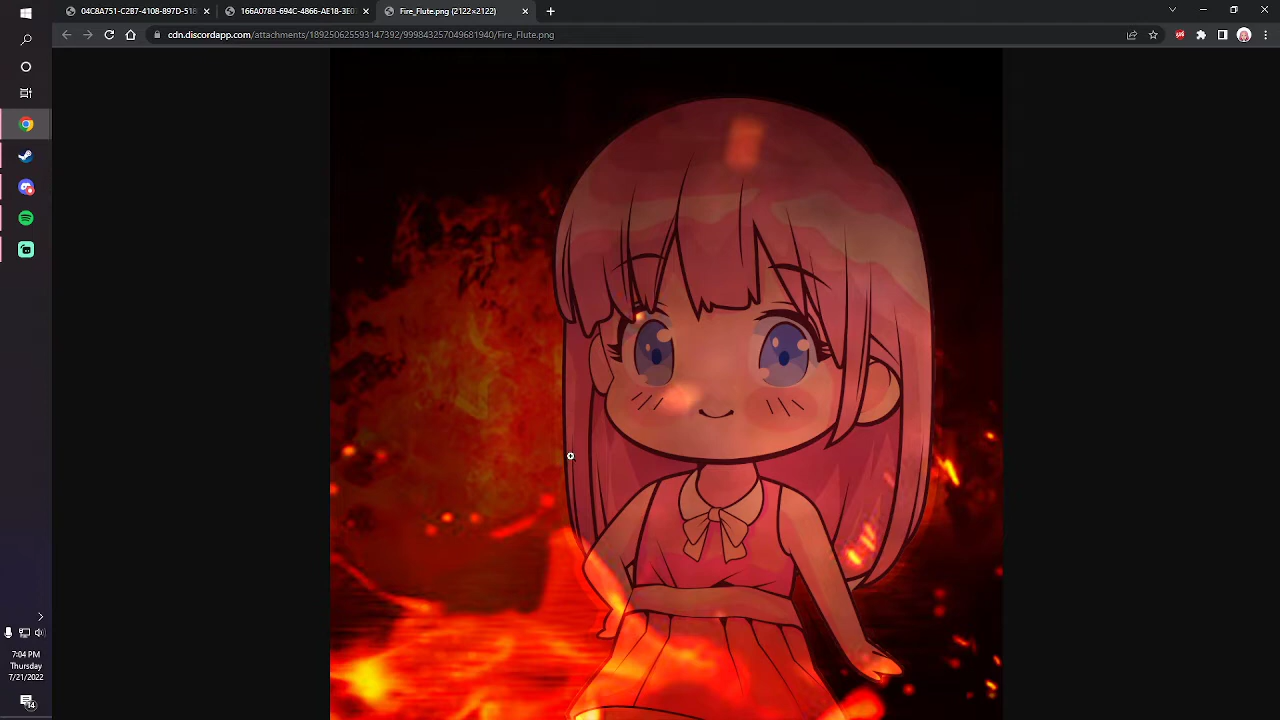 04C8A751-C2B7-4108-897D-518
166A0783-694C-4866-AE18-3E0
Fire_Flute.png (2122×2122)
cdn.discordapp.com/attachments/189250625593147392/999843257049681940/Fire_Flute.png
7:04 PM
Thursday
7/21/2022